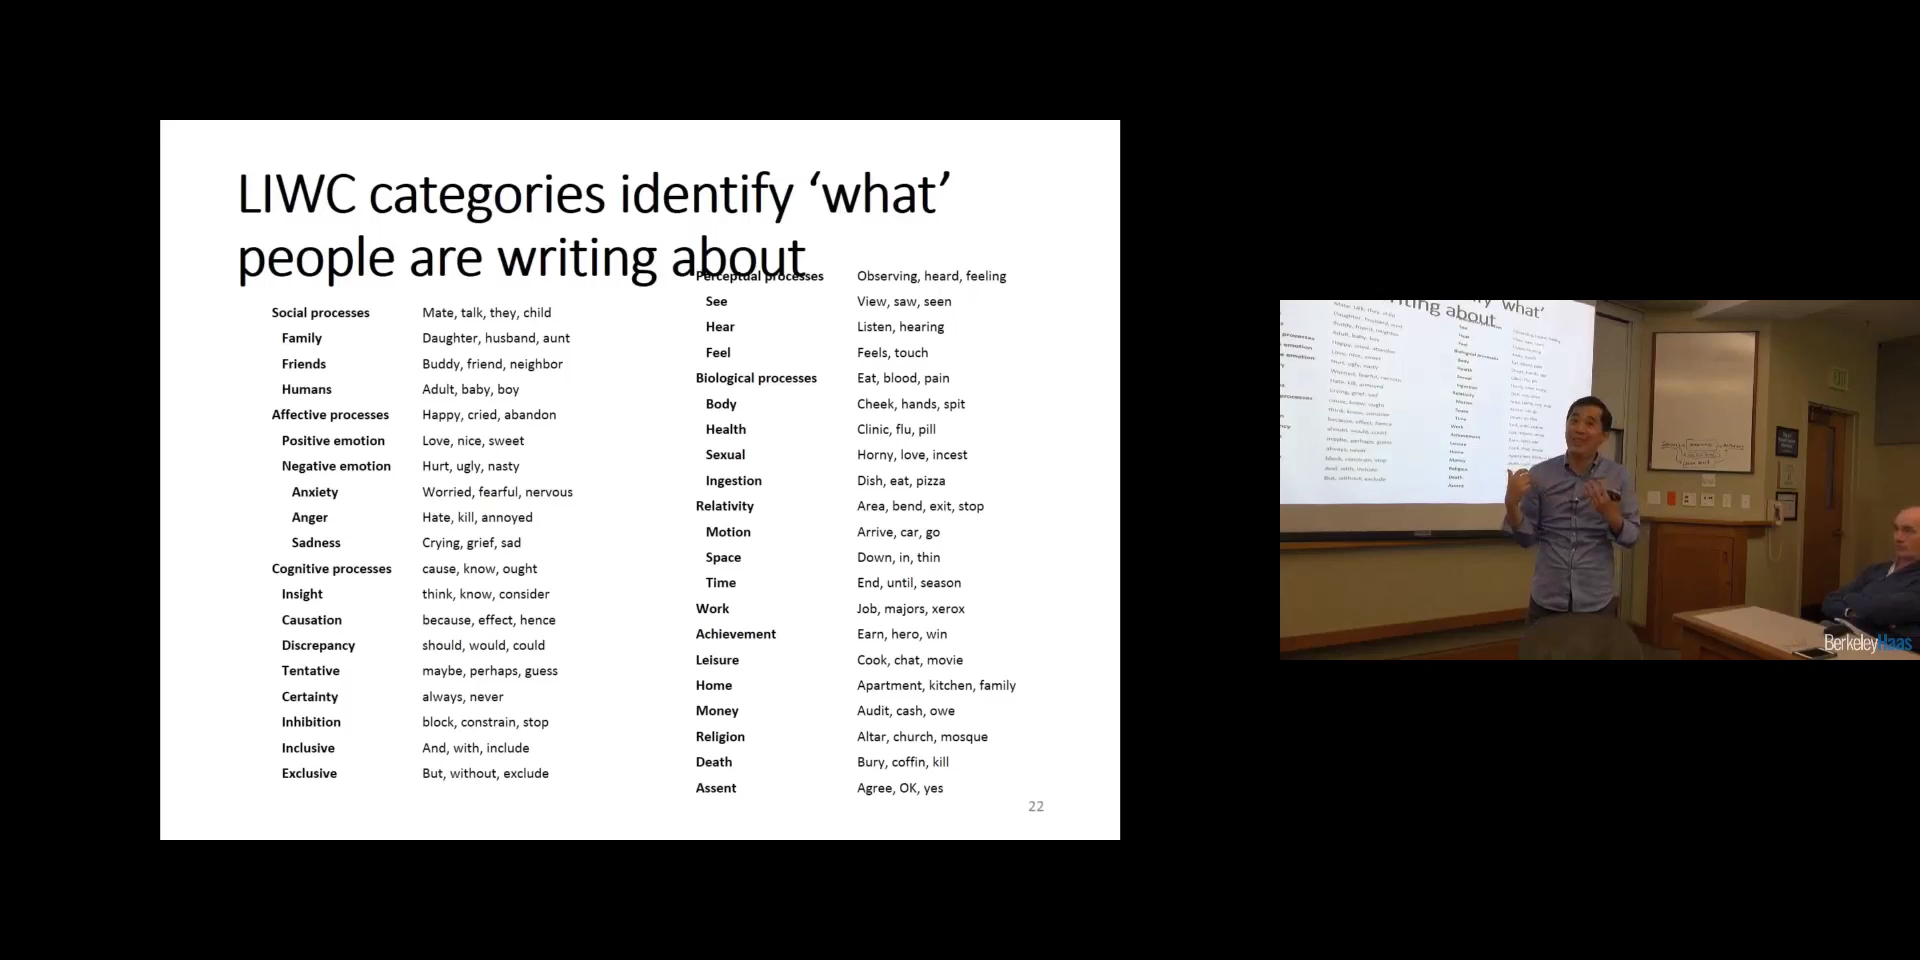 LIWC categories identify ‘what’
people are writing about
Social processes Mate, talk, they, child
Family Daughter, husband, aunt
Friends Buddy, friend, neighbor
Humans Adult, baby, boy
Affective processes Happy, cried, abandon
Positive emotion Love, nice, sweet
Negative emotion Hurt, ugly, nasty
Anxiety Worried, fearful, nervous
Anger Hate, kill, annoyed
Sadness Crying, grief, sad
Cognitive processes cause, know, ought
Insight think, know, consider
Causation because, effect, hence
Discrepancy should, would, could
Tentative maybe, perhaps, guess
Certainty always, never
Inhibition block, constrain, stop
Inclusive And, with, include
Exclusive But, without, exclude
Perceptual processes Observing, heard, feeling
See View, saw, seen
Hear Listen, hearing
Feel Feels, touch
Biological processes Eat, blood, pain
Body Cheek, hands, spit
Health Clinic, flu, pill
Sexual Horny, love, incest
Ingestion Dish, eat, pizza
Relativity Area, bend, exit, stop
Motion Arrive, car, go
Space Down, in, thin
Time End, until, season
Work Job, majors, xerox
Achievement Earn, hero, win
Leisure Cook, chat, movie
Home Apartment, kitchen, family
Money Audit, cash, owe
Religion Altar, church, mosque
Death Bury, coffin, kill
Assent Agree, OK, yes
22
‘what’
writing about
BerkeleyHaas